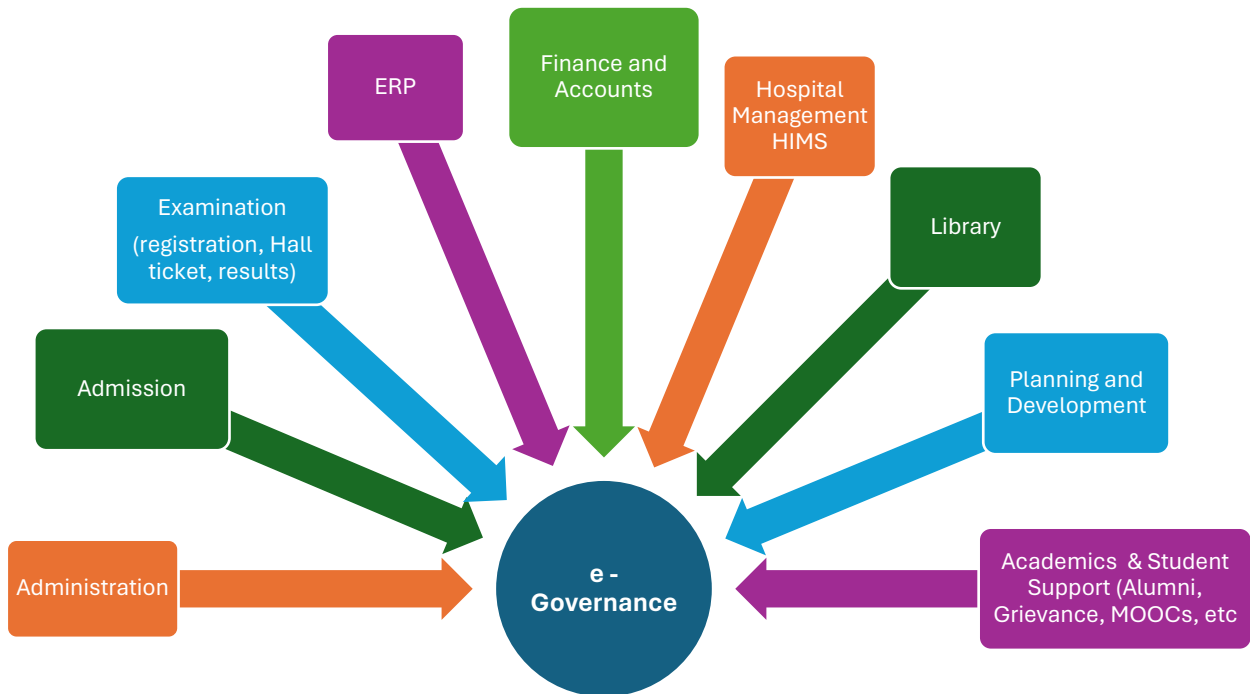 ERP
Finance and
Accounts
Hospital
Management
HIMS
Examination
(registration, Hall
ticket, results)
Library
Admission
Planning and
Development
Administration
e -
Governance
Academics & Student
Support (Alumni,
Grievance, MOOCs, etc